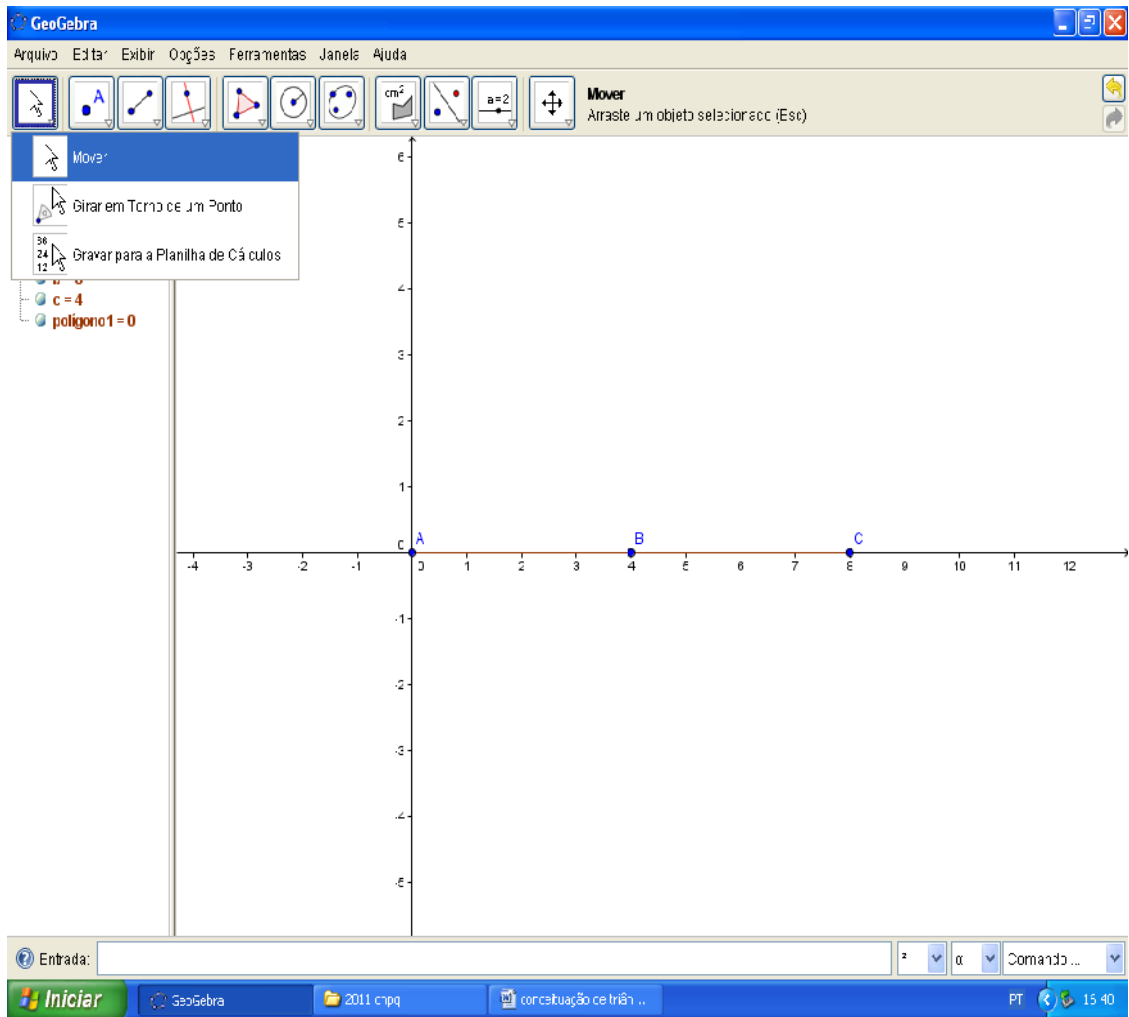 GeoGebra
Arquivo Editar Exibir Opções Ferramentas Janela Ajuda
A
cm²
a=2
Mover
Arraste um objeto selecionado (Esc)
Mover
Girar em Torno de um Ponto
36
24
12
Gravar para a Planilha de Cálculos
c = 4
polígono1 = 0
6
5
4
3
2
1
0
A B C
-4 -3 -2 -1 0 1 2 3 4 5 6 7 8 9 10 11 12
-1
-2
-3
-4
-5
Entrada: ² α Comando ...
Iniciar GeoGebra 2011 cnpq conceituação de triân ... PT 15:40